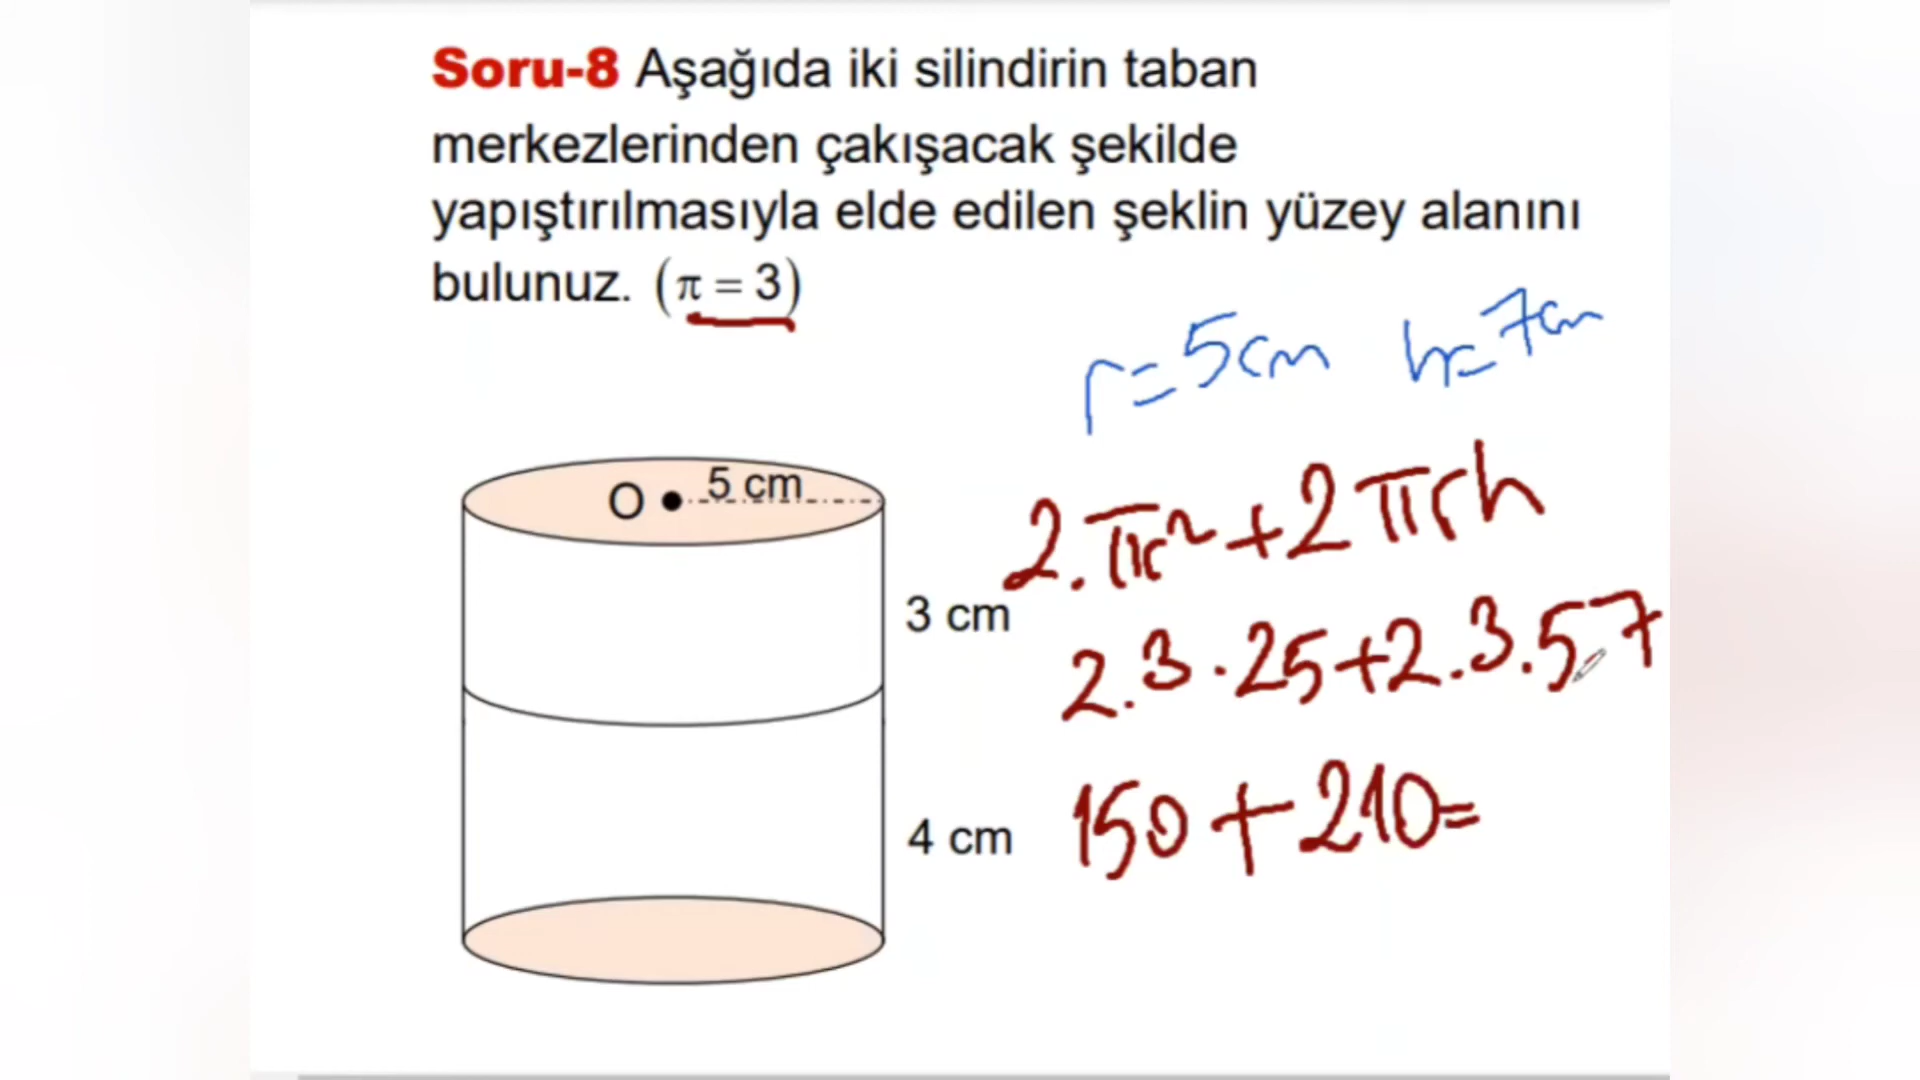 Soru-8 Aşağıda iki silindirin taban
merkezlerinden çakışacak şekilde
yapıştırılmasıyla elde edilen şeklin yüzey alanını
bulunuz. (π = 3)
r=5cm h=7cm
O 5 cm
2.πr²+2πrh
3 cm
2.3.25+2.3.5.7
150+210=
4 cm